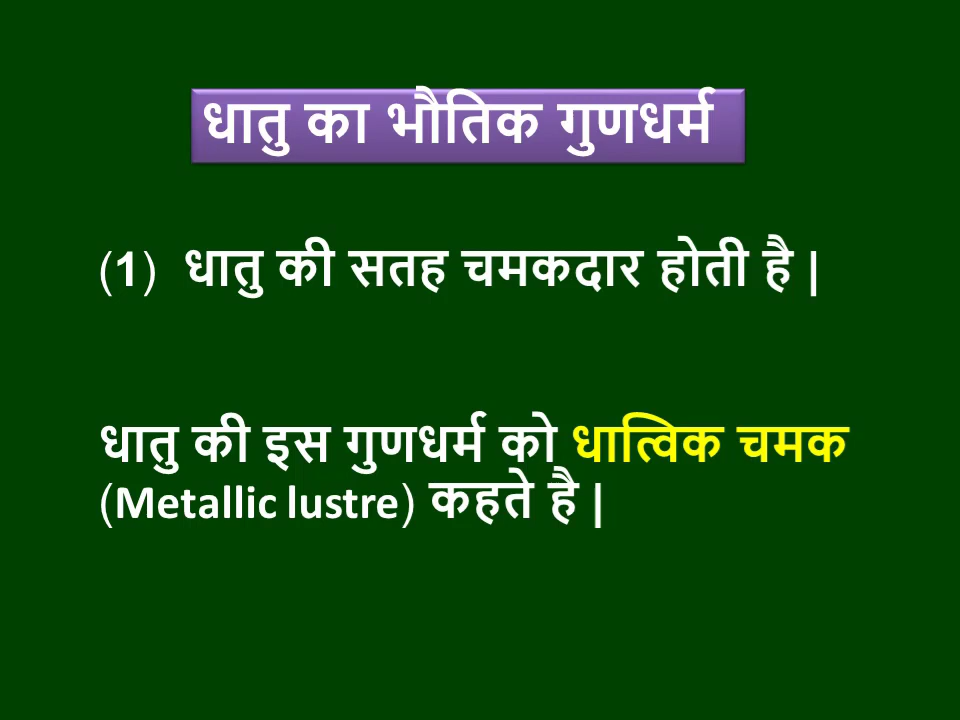 धातु का भौतिक गुणधर्म
(1) धातु की सतह चमकदार होती है |
धातु की इस गुणधर्म को धात्विक चमक
(Metallic lustre) कहते है |